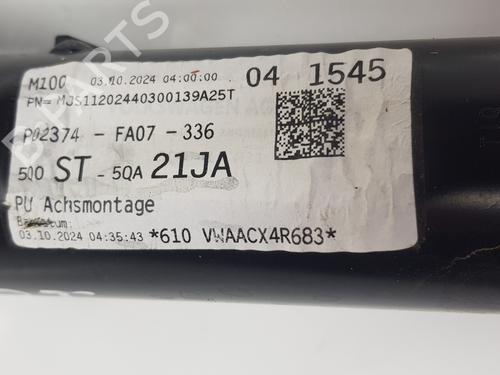 M100 03.10.2024 04:00:00 04 1545
PN= MJS11202440300139A25T
P02374 - FA07 - 336
500 ST - 5QA 21JA
PU Achsmontage
03.10.2024 04:35:43 *610 VWAACX4R683*
B-PARTS